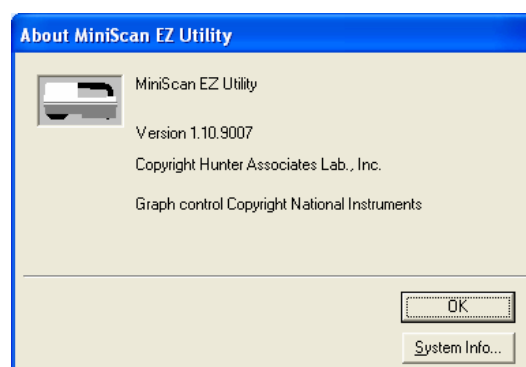 About MiniScan EZ Utility
MiniScan EZ Utility
Version 1.10.9007
Copyright Hunter Associates Lab., Inc.
Graph control Copyright National Instruments
OK
System Info...